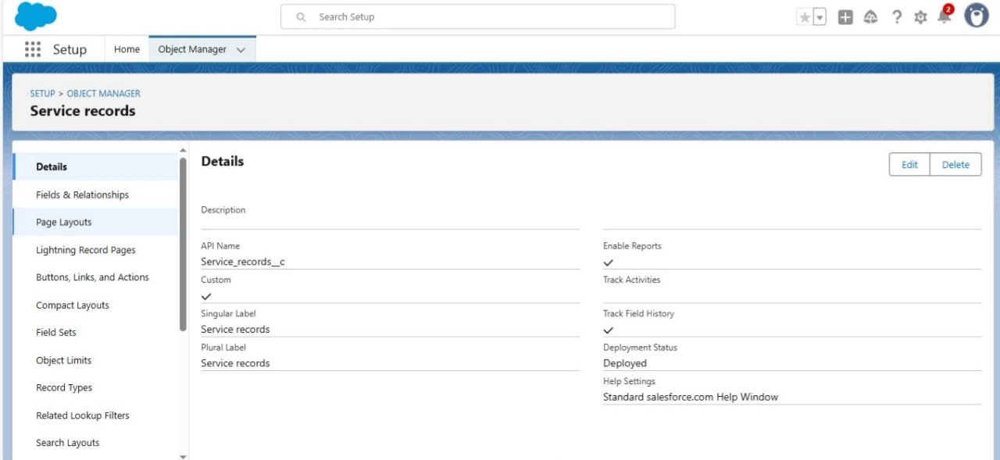 Search Setup
2
Setup
Home
Object Manager
SETUP > OBJECT MANAGER
Service records
Details
Fields & Relationships
Page Layouts
Lightning Record Pages
Buttons, Links, and Actions
Compact Layouts
Field Sets
Object Limits
Record Types
Related Lookup Filters
Search Layouts
Details
Edit
Delete
Description
API Name
Service_records__c
Custom
Singular Label
Service records
Plural Label
Service records
Enable Reports
Track Activities
Track Field History
Deployment Status
Deployed
Help Settings
Standard salesforce.com Help Window